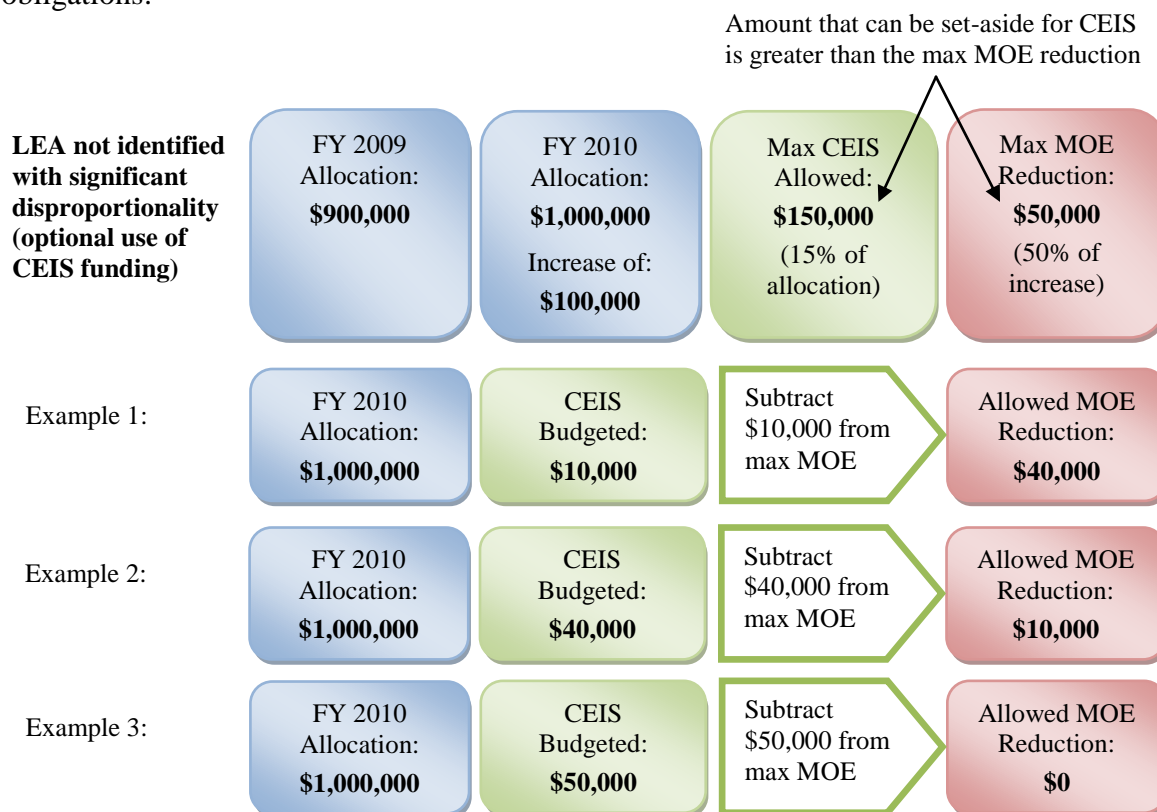 obligations.
Amount that can be set-aside for CEIS
is greater than the max MOE reduction
LEA not identified
with significant
disproportionality
(optional use of
CEIS funding)
FY 2009
Allocation:
$900,000
FY 2010
Allocation:
$1,000,000
Increase of:
$100,000
Max CEIS
Allowed:
$150,000
(15% of
allocation)
Max MOE
Reduction:
$50,000
(50% of
increase)
Example 1:
FY 2010
Allocation:
$1,000,000
CEIS
Budgeted:
$10,000
Subtract
$10,000 from
max MOE
Allowed MOE
Reduction:
$40,000
Example 2:
FY 2010
Allocation:
$1,000,000
CEIS
Budgeted:
$40,000
Subtract
$40,000 from
max MOE
Allowed MOE
Reduction:
$10,000
Example 3:
FY 2010
Allocation:
$1,000,000
CEIS
Budgeted:
$50,000
Subtract
$50,000 from
max MOE
Allowed MOE
Reduction:
$0